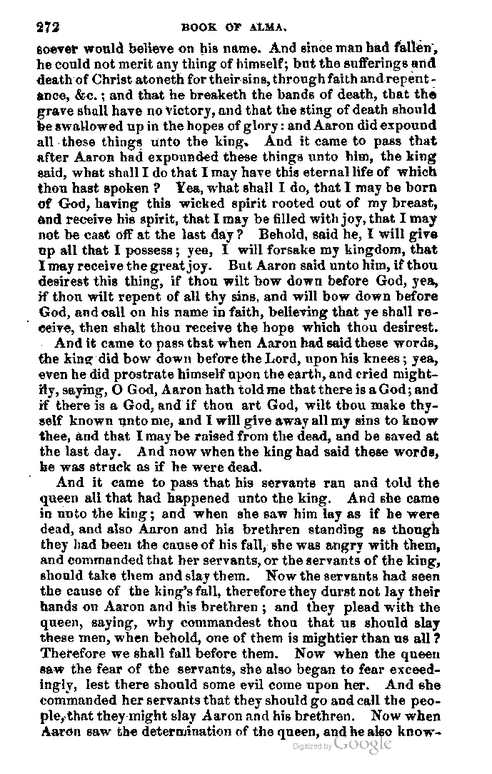 272 BOOK OF ALMA.
soever would believe on his name. And since man had fallen,
he could not merit any thing of himself; but the sufferings and
death of Christ atoneth for their sins, through faith and repent-
ance, &c.; and that he breaketh the bands of death, that the
grave shall have no victory, and that the sting of death should
be swallowed up in the hopes of glory: and Aaron did expound
all these things unto the king. And it came to pass that
after Aaron had expounded these things unto him, the king
said, what shall I do that I may have this eternal life of which
thou hast spoken? Yea, what shall I do, that I may be born
of God, having this wicked spirit rooted out of my breast,
and receive his spirit, that I may be filled with joy, that I may
not be cast off at the last day? Behold, said he, I will give
up all that I possess; yea, I will forsake my kingdom, that
I may receive the great joy. But Aaron said unto him, if thou
desirest this thing, if thou wilt bow down before God, yea,
if thou wilt repent of all thy sins, and will bow down before
God, and call on his name in faith, believing that ye shall re-
ceive, then shalt thou receive the hope which thou desirest.
And it came to pass that when Aaron had said these words,
the king did bow down before the Lord, upon his knees; yea,
even he did prostrate himself upon the earth, and cried might-
ily, saying, O God, Aaron hath told me that there is a God; and
if there is a God, and if thou art God, wilt thou make thy-
self known unto me, and I will give away all my sins to know
thee, and that I may be raised from the dead, and be saved at
the last day. And now when the king had said these words,
he was struck as if he were dead.
And it came to pass that his servants ran and told the
queen all that had happened unto the king. And she came
in unto the king; and when she saw him lay as if he were
dead, and also Aaron and his brethren standing as though
they had been the cause of his fall, she was angry with them,
and commanded that her servants, or the servants of the king,
should take them and slay them. Now the servants had seen
the cause of the king's fall, therefore they durst not lay their
hands on Aaron and his brethren; and they plead with the
queen, saying, why commandest thou that us should slay
these men, when behold, one of them is mightier than us all?
Therefore we shall fall before them. Now when the queen
saw the fear of the servants, she also began to fear exceed-
ingly, lest there should some evil come upon her. And she
commanded her servants that they should go and call the peo-
ple, that they might slay Aaron and his brethren. Now when
Aaron saw the determination of the queen, and he also know-
Digitized by Google